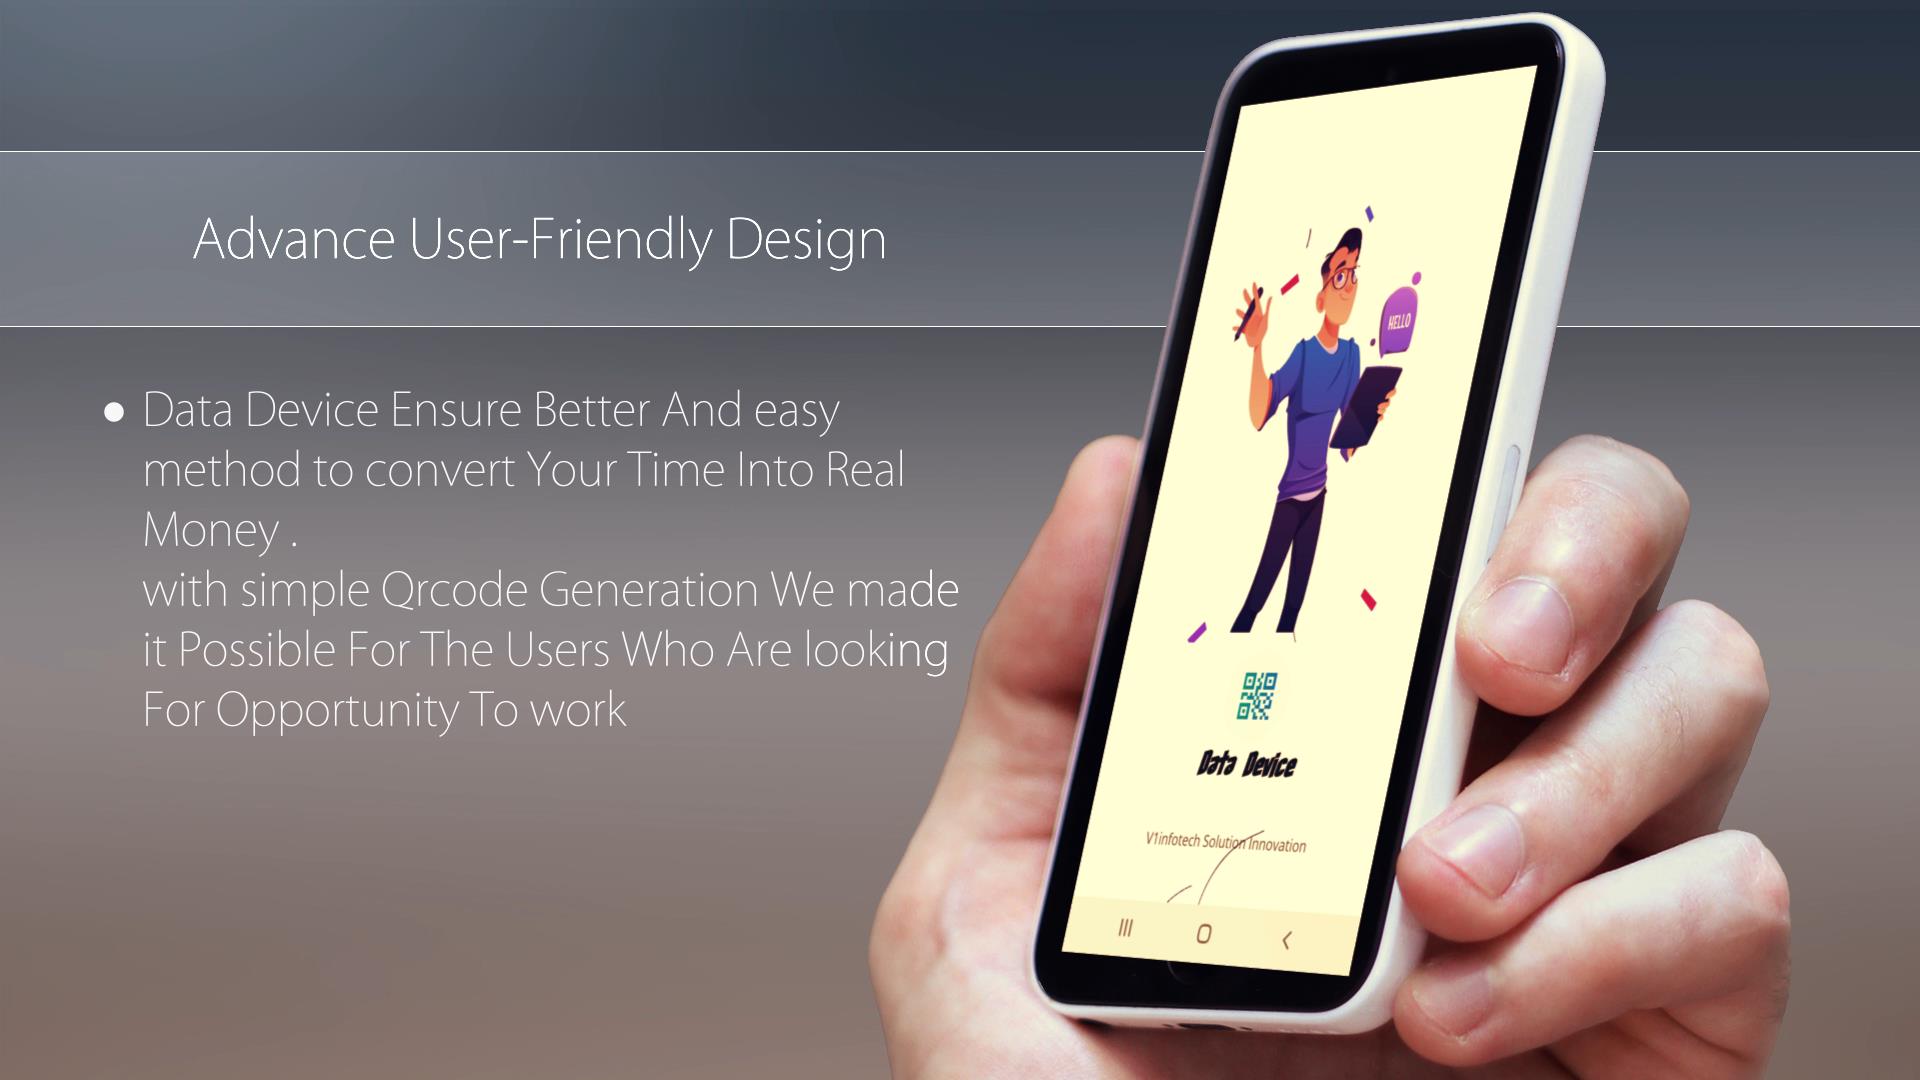 Advance User-Friendly Design
● Data Device Ensure Better And easy
method to convert Your Time Into Real
Money .
with simple Qrcode Generation We made
it Possible For The Users Who Are looking
For Opportunity To work
HELLO
Data Device
V1infotech Solution Innovation